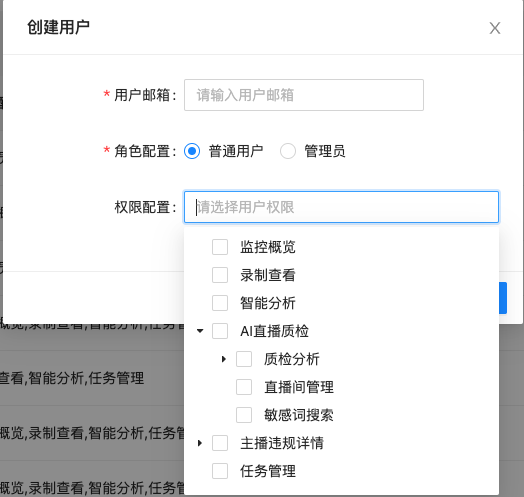 创建用户
* 用户邮箱: 请输入用户邮箱
* 角色配置: 普通用户 管理员
权限配置: 请选择用户权限
监控概览
录制查看
智能分析
AI直播质检
质检分析
直播间管理
敏感词搜索
主播违规详情
任务管理
概览,录制查看,智能分析,任务管
查看,智能分析,任务管理
概览,录制查看,智能分析,任务管
概览,录制查看,智能分析,任务管